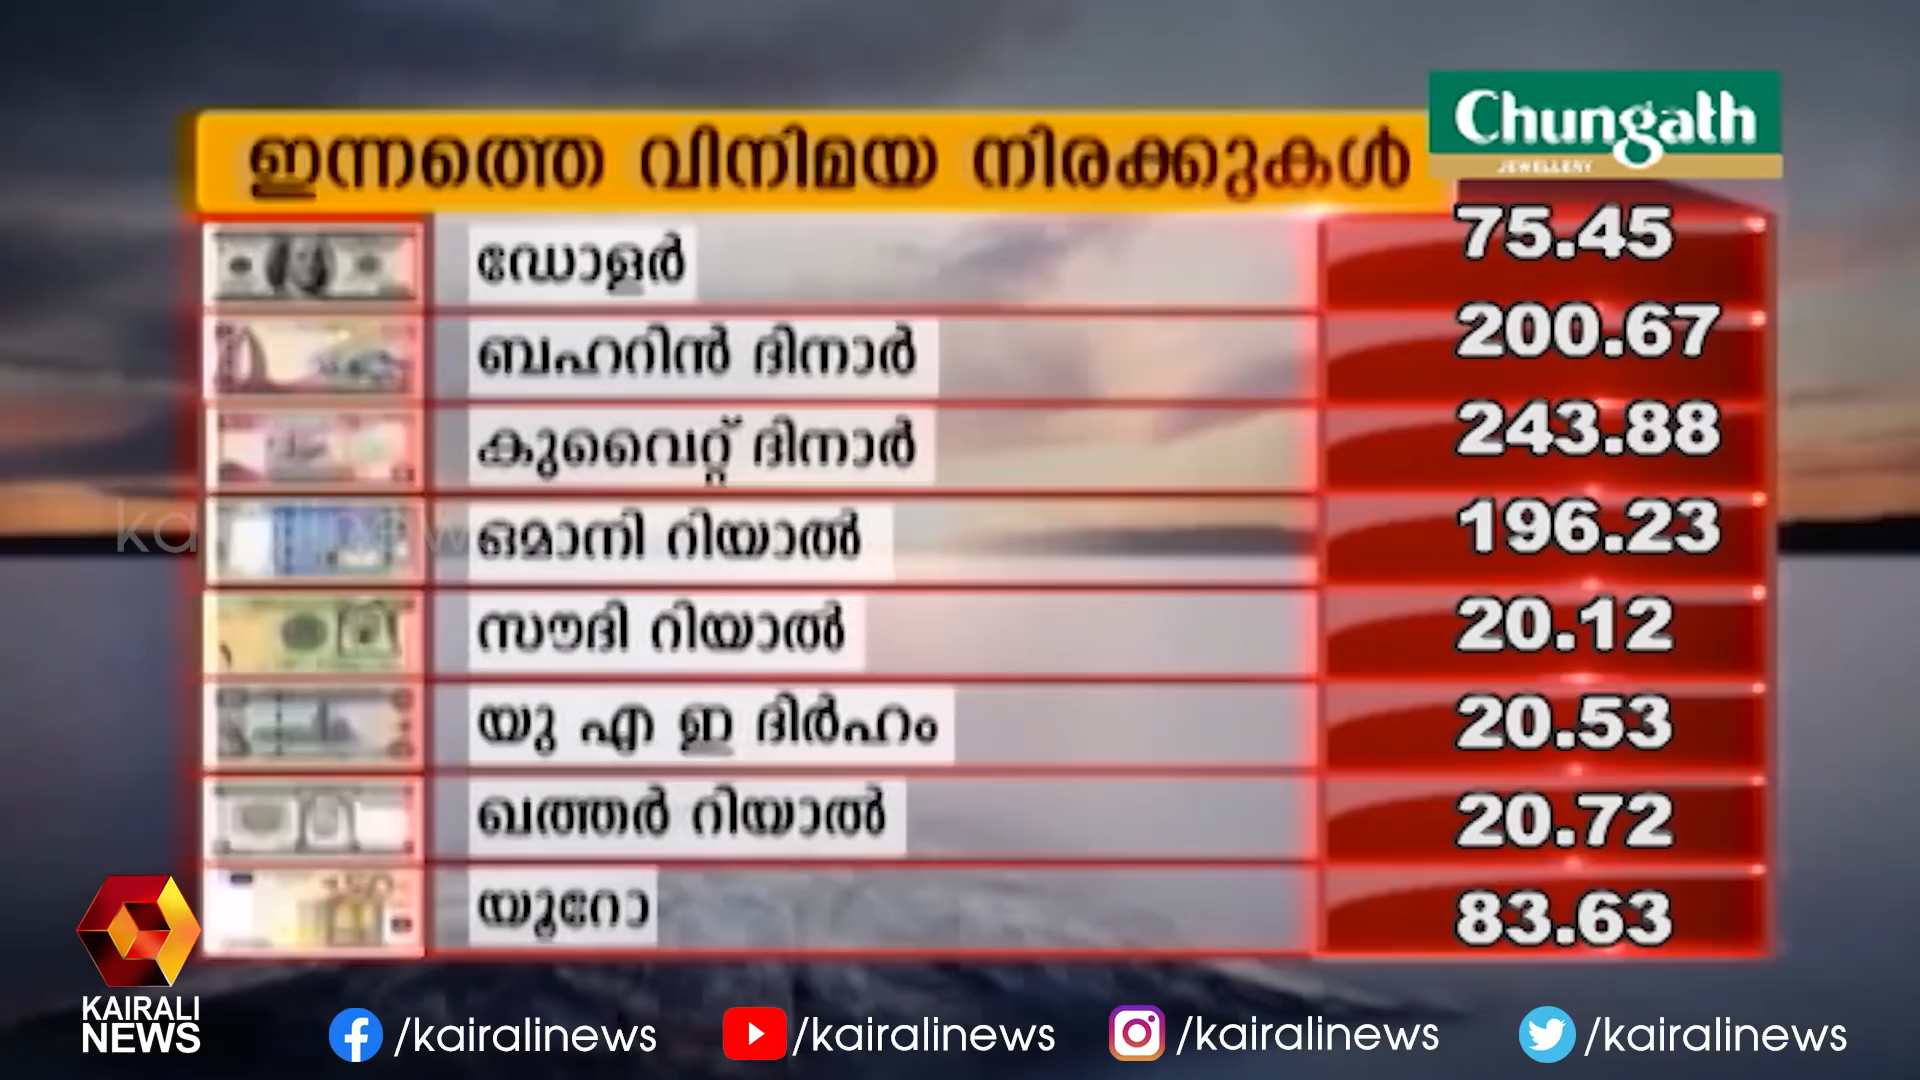 Chungath
JEWELLERY
ഇന്നത്തെ വിനിമയ നിരക്കുകൾ
ഡോളർ 75.45
ബഹറിൻ ദിനാർ 200.67
കുവൈറ്റ് ദിനാർ 243.88
ഒമാനി റിയാൽ 196.23
സൗദി റിയാൽ 20.12
യു എ ഇ ദിർഹം 20.53
ഖത്തർ റിയാൽ 20.72
യൂറോ 83.63
kairalinews
KAIRALI
NEWS
/kairalinews /kairalinews /kairalinews /kairalinews